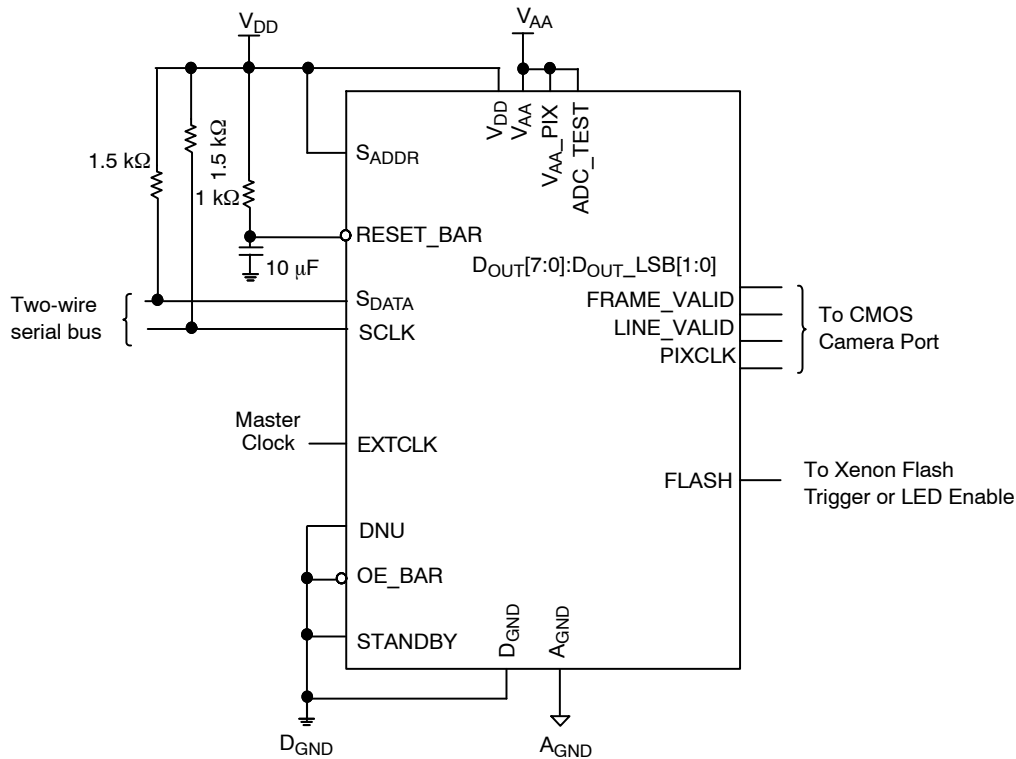 VDD
VAA
1.5 kΩ
1.5 kΩ
1 kΩ
10 μF
Two-wire
serial bus
Master
Clock
SADDR
RESET_BAR
SDATA
SCLK
EXTCLK
DNU
OE_BAR
STANDBY
VDD
VAA
VAA_PIX
ADC_TEST
DOUT[7:0]:DOUT_LSB[1:0]
FRAME_VALID
LINE_VALID
PIXCLK
FLASH
To CMOS
Camera Port
To Xenon Flash
Trigger or LED Enable
DGND
AGND
DGND
AGND